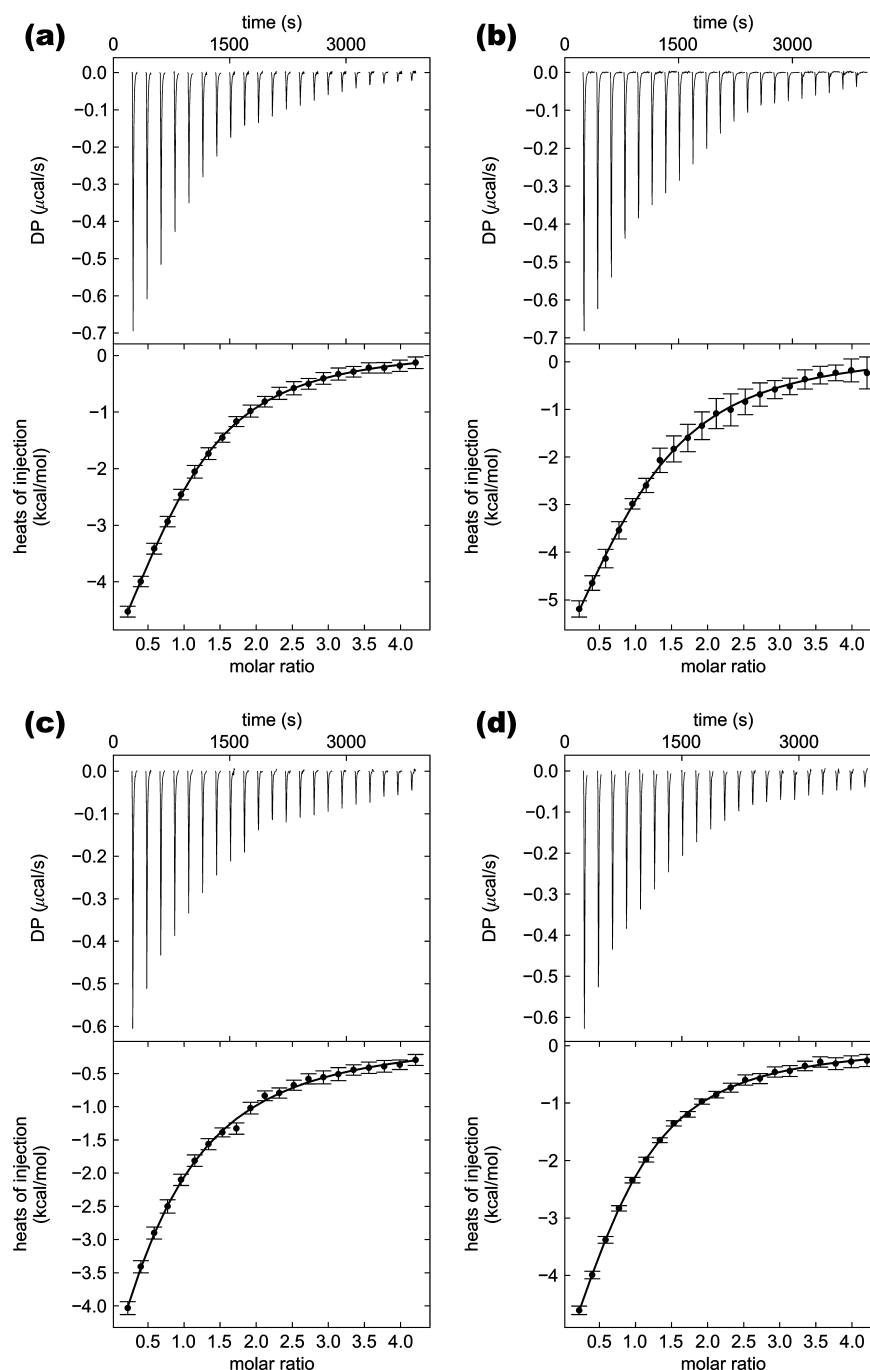 (a)
time (s)
0 1500 3000
0.0
−0.1
−0.2
−0.3
−0.4
−0.5
−0.6
−0.7
DP (μcal/s)
0
−1
−2
−3
−4
heats of injection
(kcal/mol)
0.5 1.0 1.5 2.0 2.5 3.0 3.5 4.0
molar ratio
(b)
time (s)
0 1500 3000
0.0
−0.1
−0.2
−0.3
−0.4
−0.5
−0.6
−0.7
DP (μcal/s)
0
−1
−2
−3
−4
−5
heats of injection
(kcal/mol)
0.5 1.0 1.5 2.0 2.5 3.0 3.5 4.0
molar ratio
(c)
time (s)
0 1500 3000
0.0
−0.1
−0.2
−0.3
−0.4
−0.5
−0.6
DP (μcal/s)
−0.5
−1.0
−1.5
−2.0
−2.5
−3.0
−3.5
−4.0
heats of injection
(kcal/mol)
0.5 1.0 1.5 2.0 2.5 3.0 3.5 4.0
molar ratio
(d)
time (s)
0 1500 3000
0.0
−0.1
−0.2
−0.3
−0.4
−0.5
−0.6
DP (μcal/s)
0
−1
−2
−3
−4
heats of injection
(kcal/mol)
0.5 1.0 1.5 2.0 2.5 3.0 3.5 4.0
molar ratio